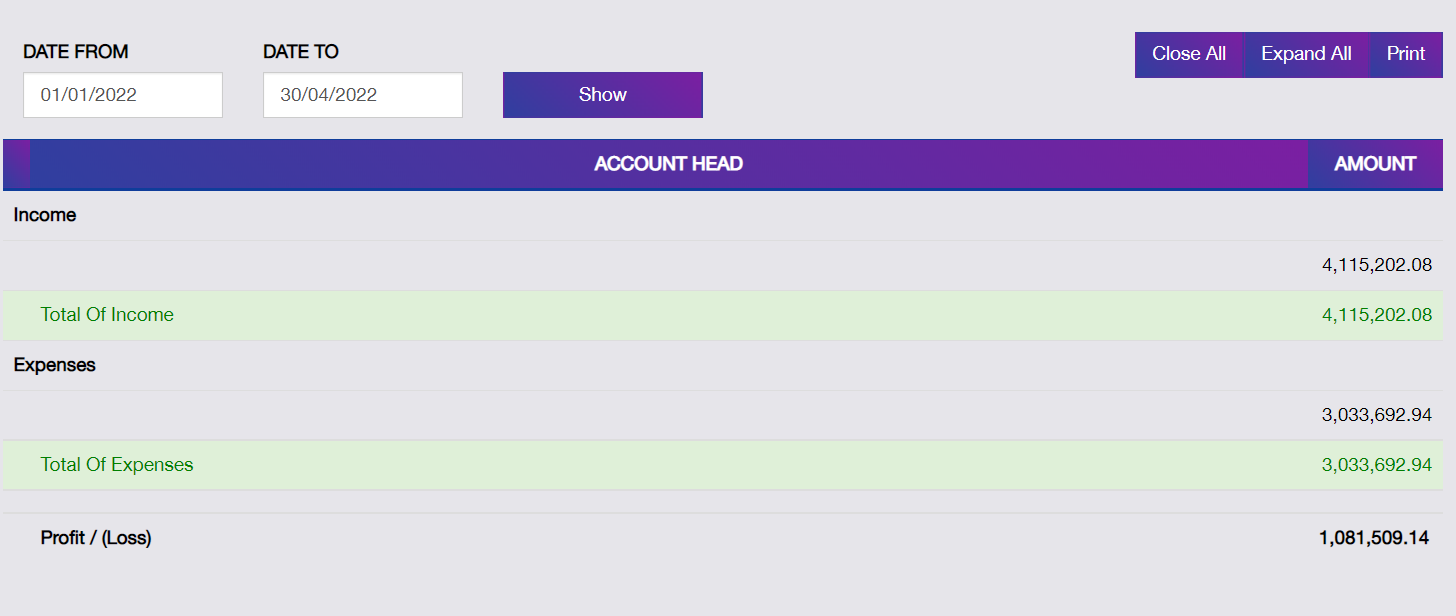 DATE FROM DATE TO
01/01/2022 30/04/2022 Show Close All Expand All Print
ACCOUNT HEAD AMOUNT
Income
4,115,202.08
Total Of Income 4,115,202.08
Expenses
3,033,692.94
Total Of Expenses 3,033,692.94
Profit / (Loss) 1,081,509.14